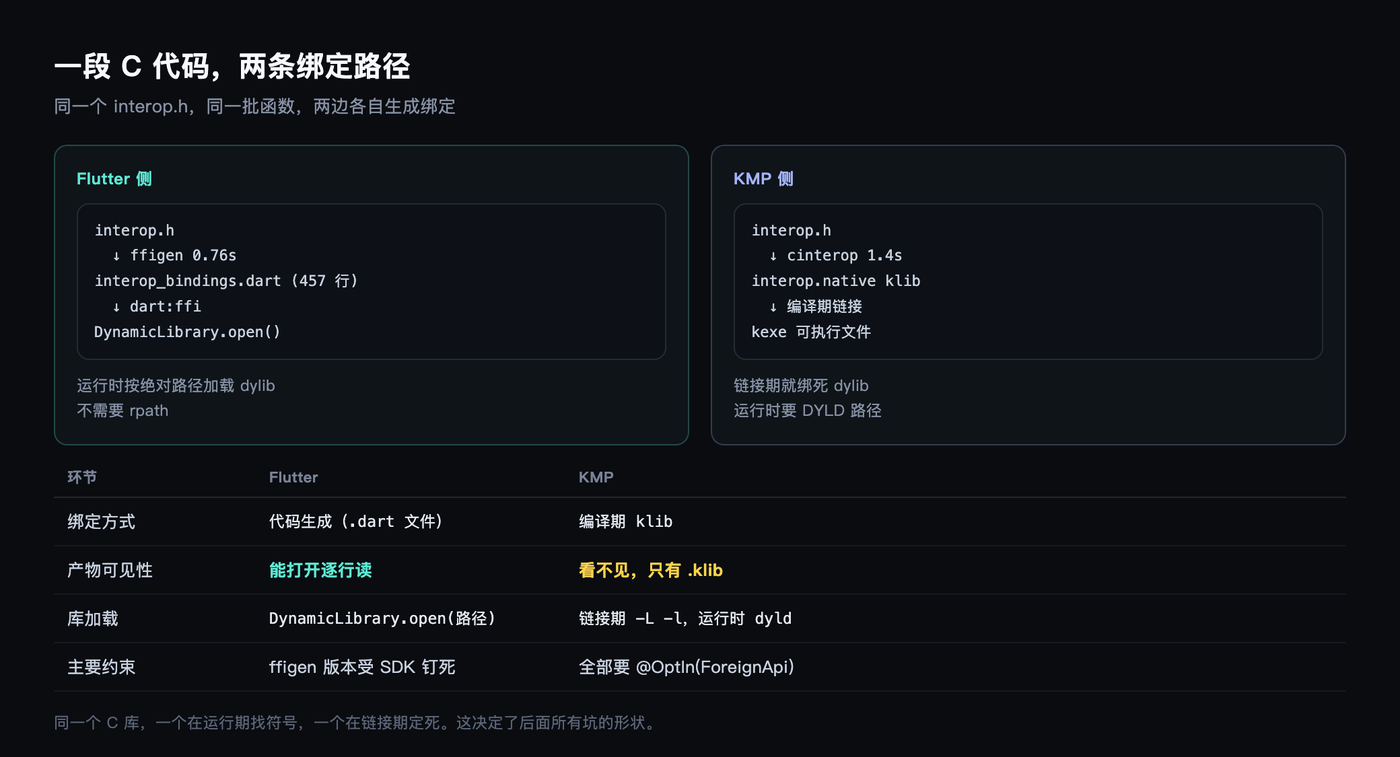 一段 C 代码，两条绑定路径
同一个 interop.h，同一批函数，两边各自生成绑定
Flutter 侧
interop.h
↓ ffigen 0.76s
interop_bindings.dart (457 行)
↓ dart:ffi
DynamicLibrary.open()
运行时按绝对路径加载 dylib
不需要 rpath
KMP 侧
interop.h
↓ cinterop 1.4s
interop.native klib
↓ 编译期链接
kexe 可执行文件
链接期就绑死 dylib
运行时要 DYLD 路径
环节 Flutter KMP
绑定方式 代码生成 (.dart 文件) 编译期 klib
产物可见性 能打开逐行读 看不见，只有 .klib
库加载 DynamicLibrary.open(路径) 链接期 -L -l，运行时 dyld
主要约束 ffigen 版本受 SDK 钉死 全部要 @OptIn(ForeignApi)
同一个 C 库，一个在运行期找符号，一个在链接期定死。这决定了后面所有坑的形状。